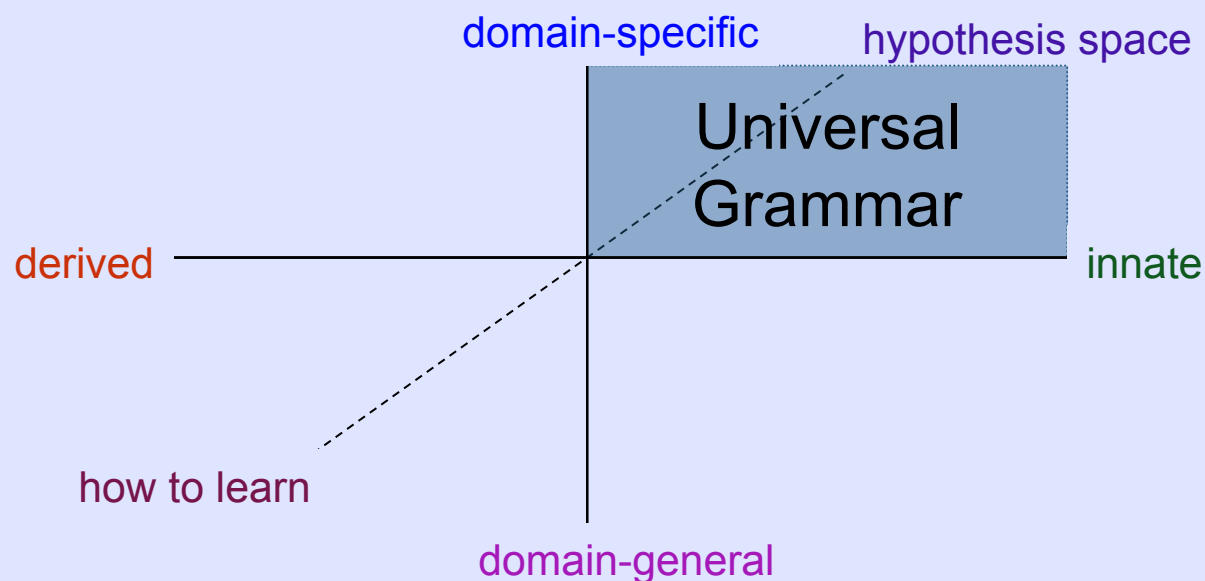 domain-specific
hypothesis space
Universal
Grammar
derived
innate
how to learn
domain-general